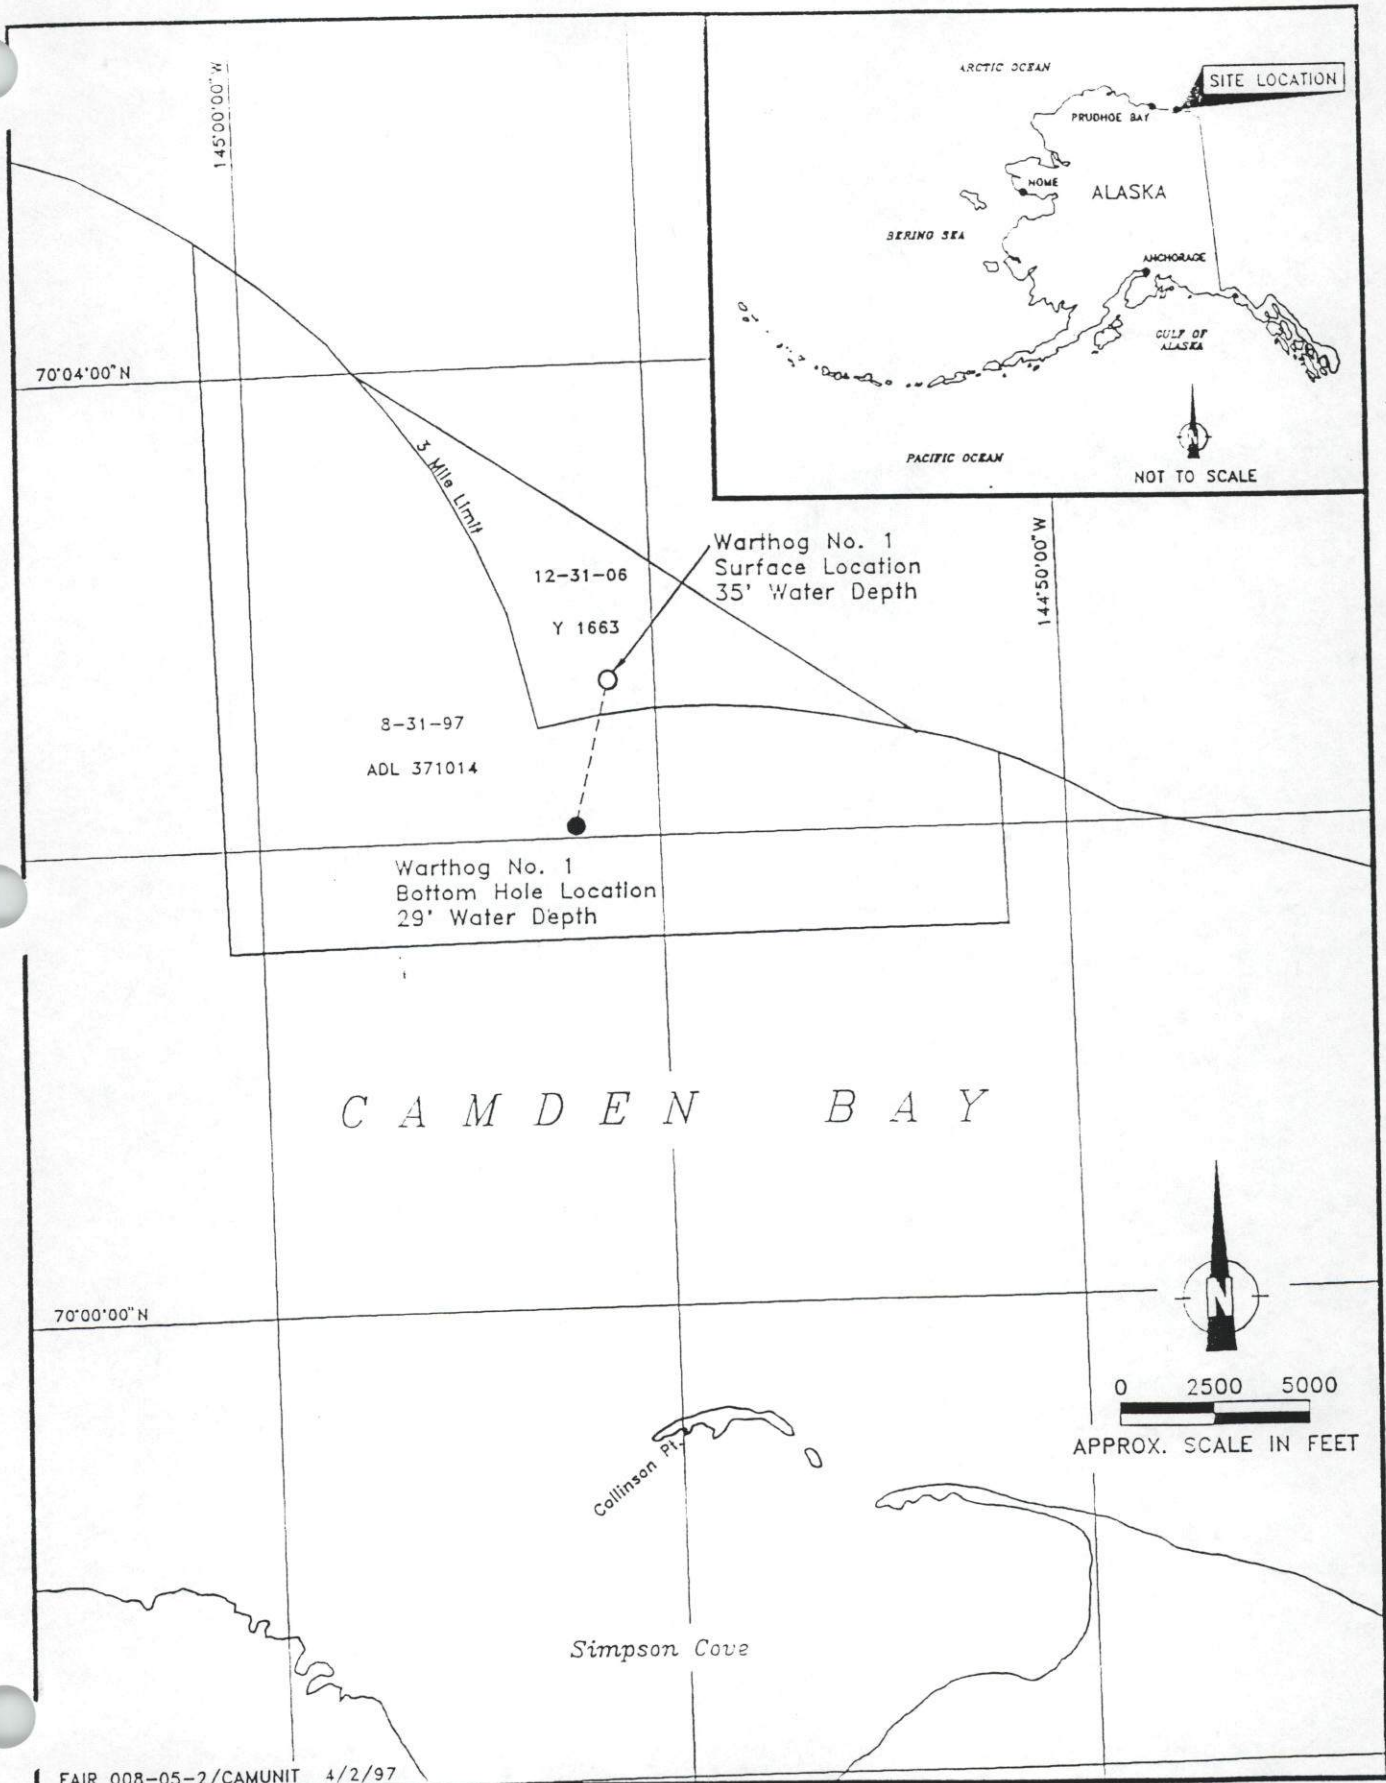 ARCTIC OCEAN
SITE LOCATION
PRUDHOE BAY
NOME
ALASKA
BERING SEA
ANCHORAGE
GULF OF
ALASKA
PACIFIC OCEAN
N
NOT TO SCALE
145°00'00"W
70°04'00"N
3 Mile Limit
144°50'00"W
Warthog No. 1
Surface Location
35' Water Depth
12-31-06
Y 1663
8-31-97
ADL 371014
Warthog No. 1
Bottom Hole Location
29' Water Depth
CAMDEN BAY
70°00'00"N
N
0 2500 5000
APPROX. SCALE IN FEET
Collinson Pt.
Simpson Cove
FAIR 008-05-2/CAMUNIT 4/2/97